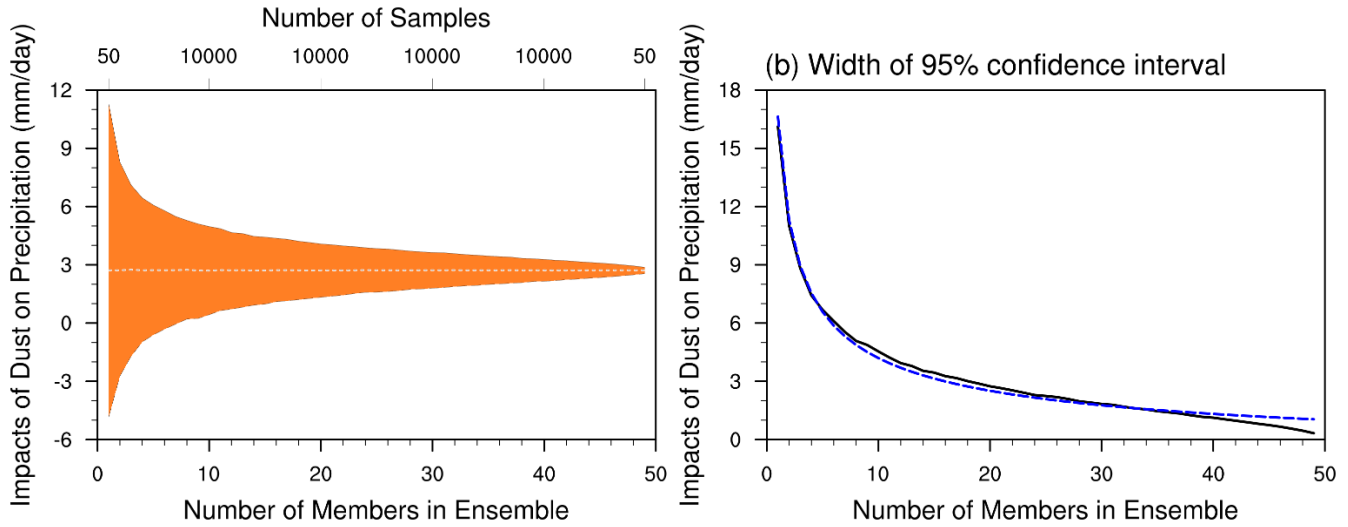 Number of Samples
50 10000 10000 10000 10000 50
Impacts of Dust on Precipitation (mm/day)
12
9
6
3
0
-3
-6
0 10 20 30 40 50
Number of Members in Ensemble
(b) Width of 95% confidence interval
Impacts of Dust on Precipitation (mm/day)
18
15
12
9
6
3
0
0 10 20 30 40 50
Number of Members in Ensemble